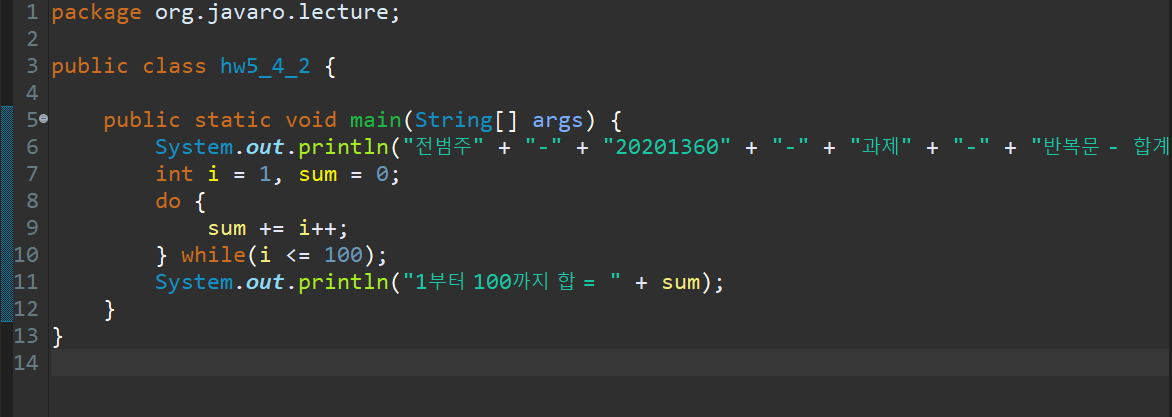 1 package org.javaro.lecture;
2
3 public class hw5_4_2 {
4
5 public static void main(String[] args) {
6 System.out.println("전범주" + "-" + "20201360" + "-" + "과제" + "-" + "반복문 - 합계
7 int i = 1, sum = 0;
8 do {
9 sum += i++;
10 } while(i <= 100);
11 System.out.println("1부터 100까지 합 = " + sum);
12 }
13 }
14